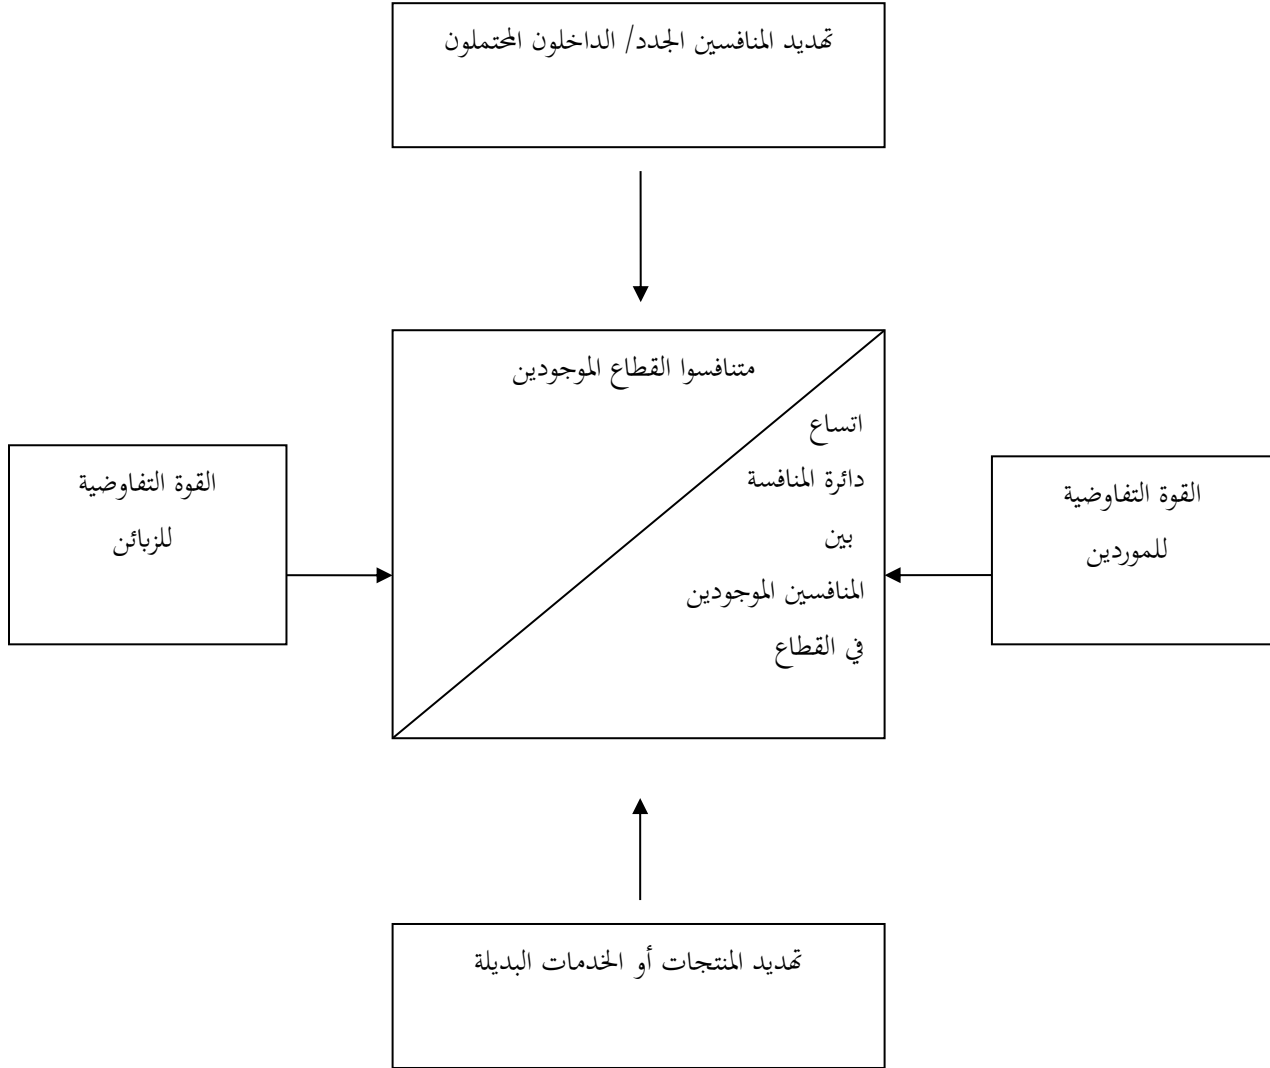 تهديد المنافسين الجدد/ الداخلون المحتملون
متنافسوا القطاع الموجودين
اتساع
دائرة المنافسة
بين
المنافسين الموجودين
في القطاع
القوة التفاوضية
للموردين
القوة التفاوضية
للزبائن
تهديد المنتجات أو الخدمات البديلة